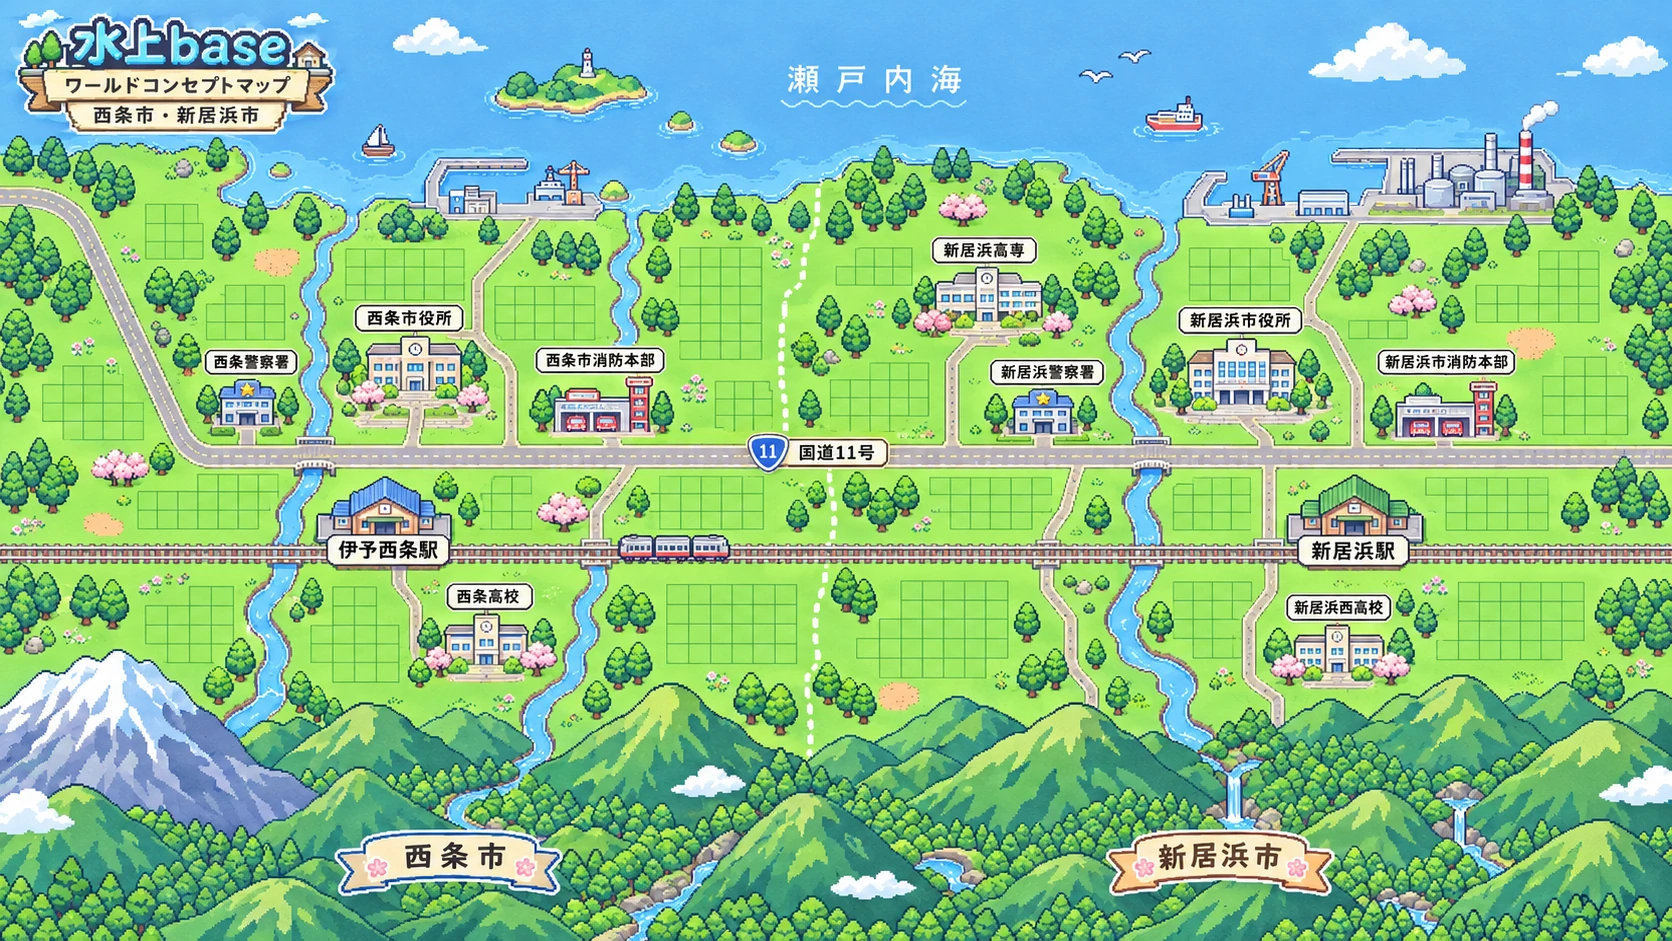 水上base
ワールドコンセプトマップ
西条市・新居浜市
瀬戸内海
新居浜高専
西条市役所
新居浜市役所
西条警察署
西条市消防本部
新居浜警察署
新居浜市消防本部
11
国道11号
伊予西条駅
新居浜駅
西条高校
新居浜西高校
西条市
新居浜市